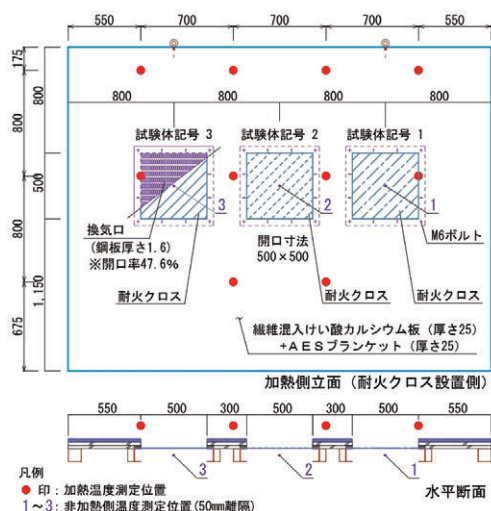 550 700 700 700 550
175
800
800
675
800
500
1,150
800 800 800 800
試験体記号 3 試験体記号 2 試験体記号 1
3 2 1
換気口
(鋼板厚さ1.6)
※開口率47.6%
開口寸法
500×500
M6ボルト
耐火クロス 耐火クロス 耐火クロス
繊維混入けい酸カルシウム板(厚さ25)
+AESブランケット(厚さ25)
加熱側立面(耐火クロス設置側)
550 500 300 500 300 500 550
3 2 1
凡例
水平断面
印:加熱温度測定位置
1~3:非加熱側温度測定位置(50mm離隔)